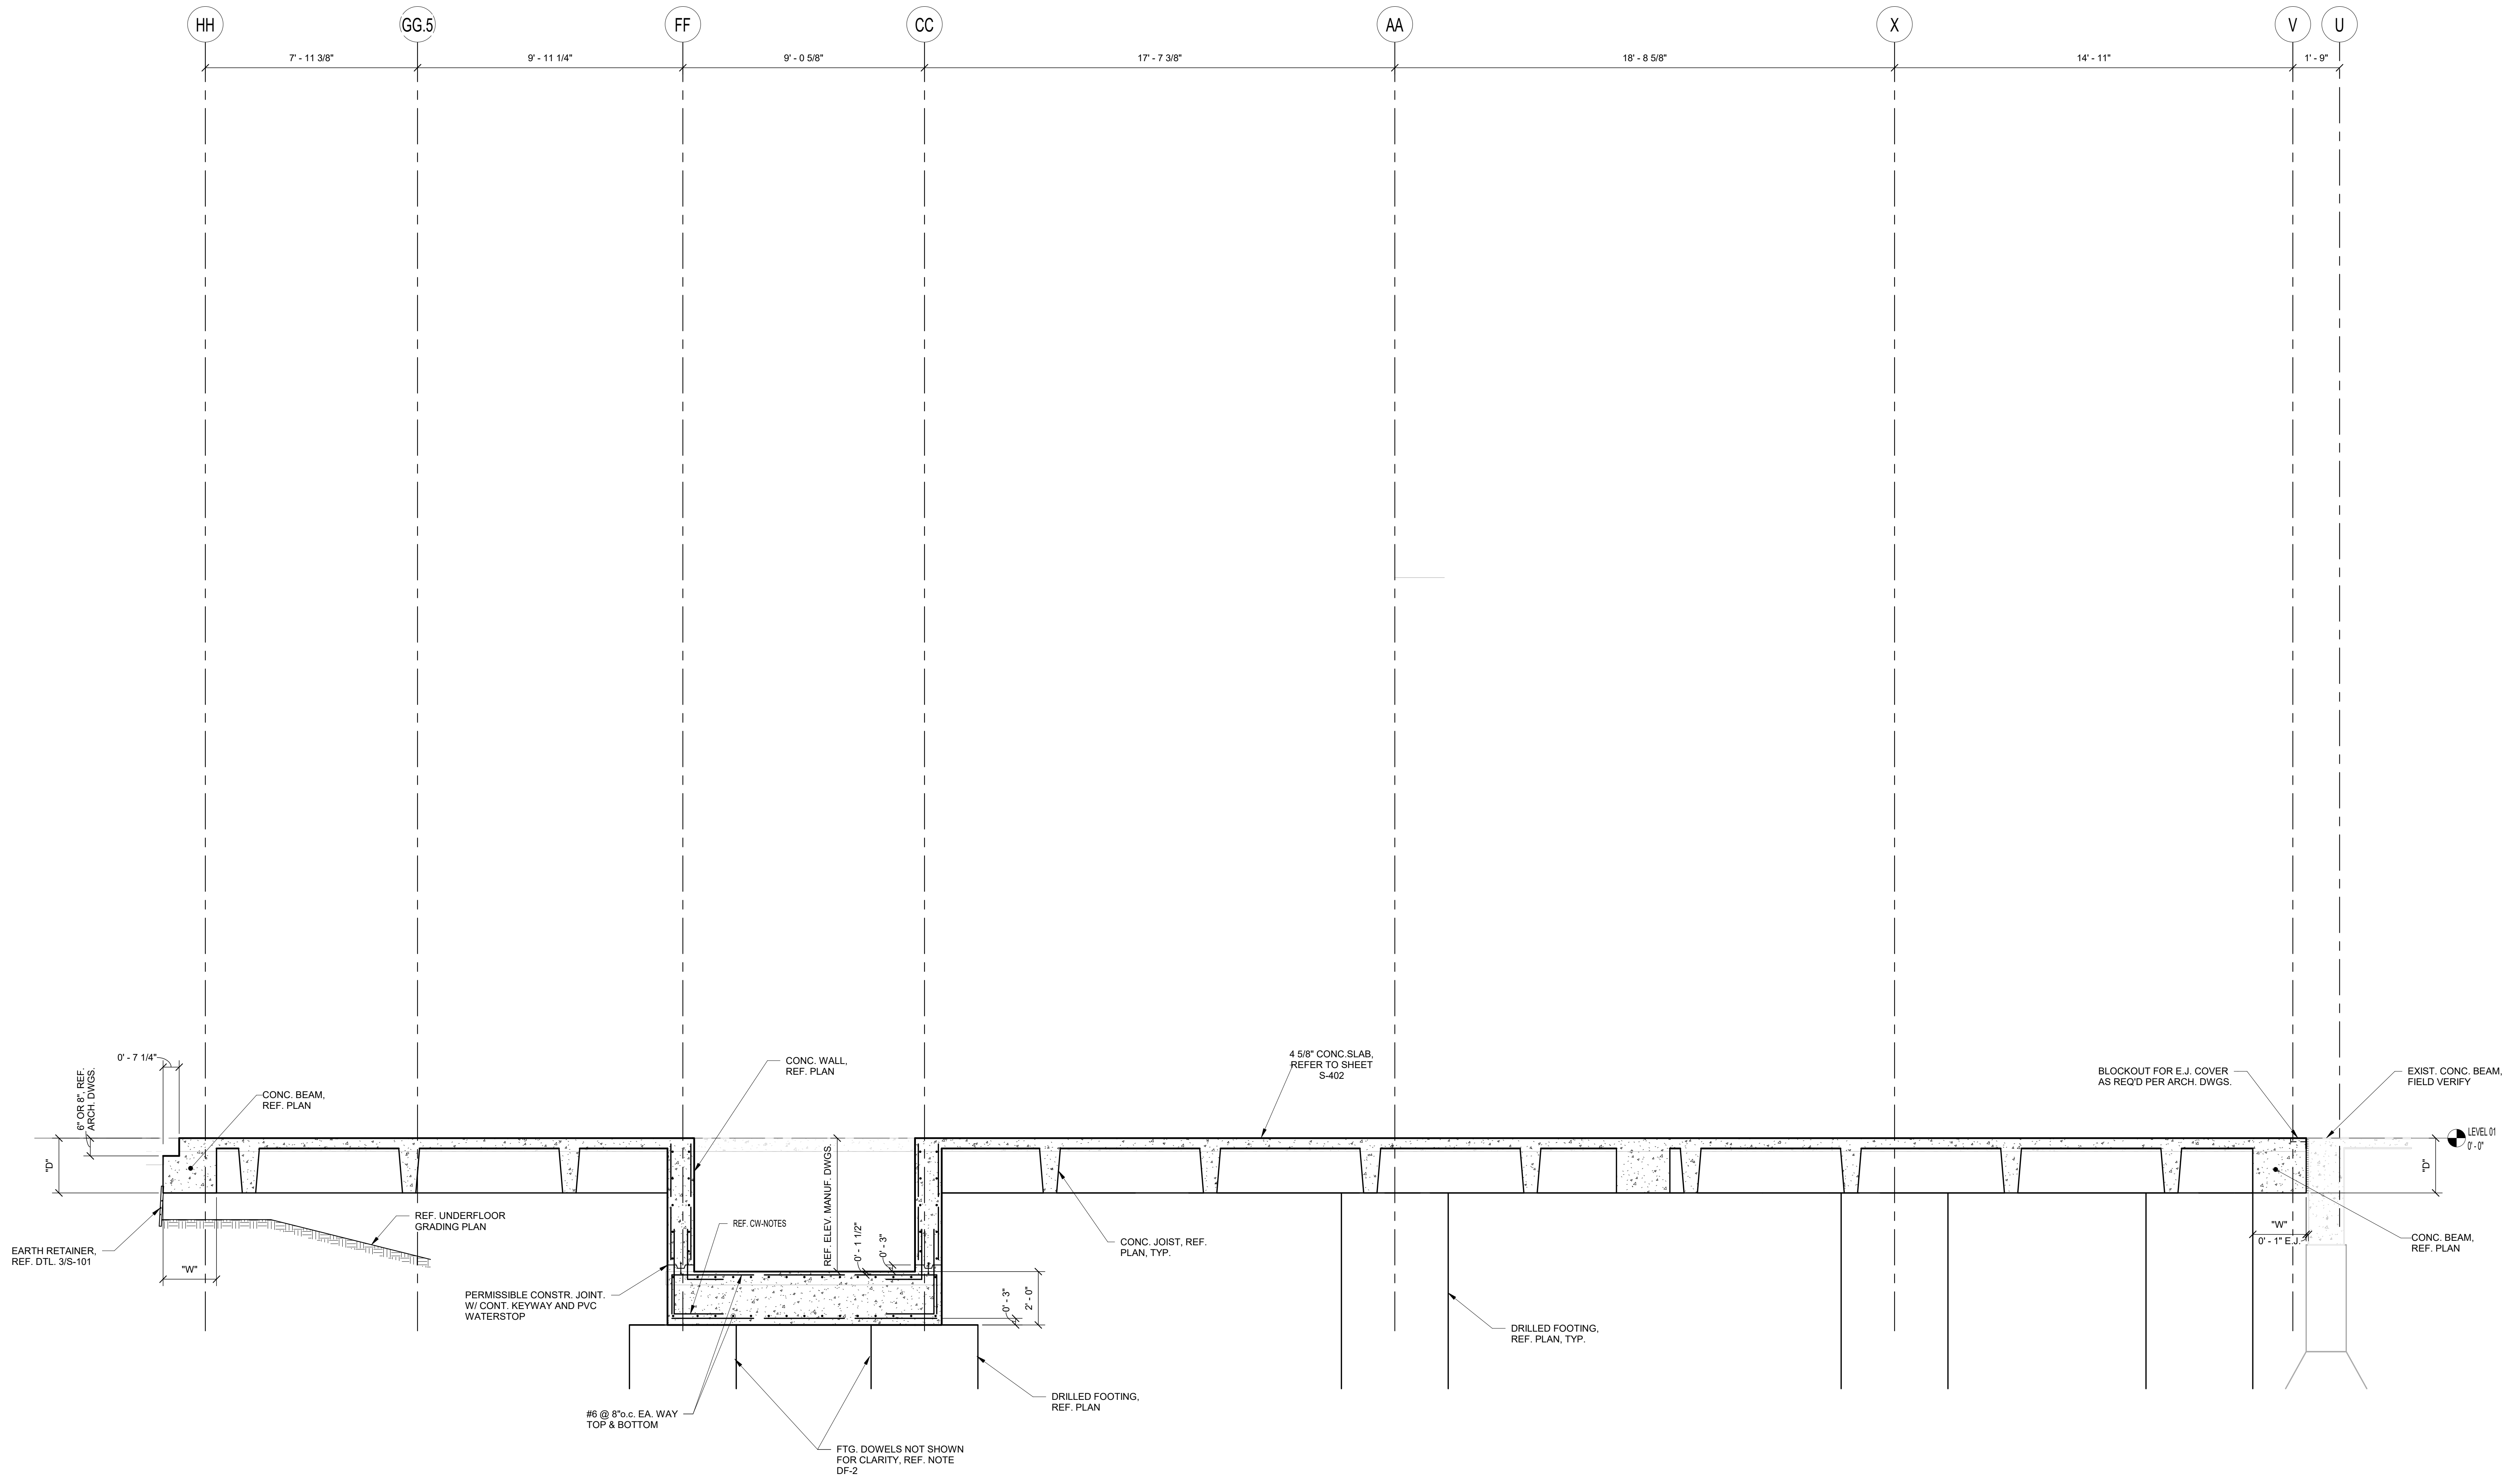 HH
GG.5
FF
CC
AA
X
V
U
7' - 11 3/8"
9' - 11 1/4"
9' - 0 5/8"
17' - 7 3/8"
18' - 8 5/8"
14' - 11"
1' - 9"
0' - 7 1/4"
6" OR 8", REF.
ARCH. DWGS.
"D"
CONC. BEAM,
REF. PLAN
EARTH RETAINER,
REF. DTL. 3/S-101
"W"
REF. UNDERFLOOR
GRADING PLAN
PERMISSIBLE CONSTR. JOINT.
W/ CONT. KEYWAY AND PVC
WATERSTOP
CONC. WALL,
REF. PLAN
REF. CW-NOTES
REF. ELEV. MANUF. DWGS.
0' - 1 1/2"
0' - 3"
0' - 3"
2' - 0"
#6 @ 8"o.c. EA. WAY
TOP & BOTTOM
FTG. DOWELS NOT SHOWN
FOR CLARITY, REF. NOTE
DF-2
DRILLED FOOTING,
REF. PLAN
CONC. JOIST, REF.
PLAN, TYP.
4 5/8" CONC.SLAB,
REFER TO SHEET
S-402
DRILLED FOOTING,
REF. PLAN, TYP.
BLOCKOUT FOR E.J. COVER
AS REQ'D PER ARCH. DWGS.
EXIST. CONC. BEAM,
FIELD VERIFY
LEVEL 01
0' - 0"
"D"
"W"
0' - 1" E.J.
CONC. BEAM,
REF. PLAN